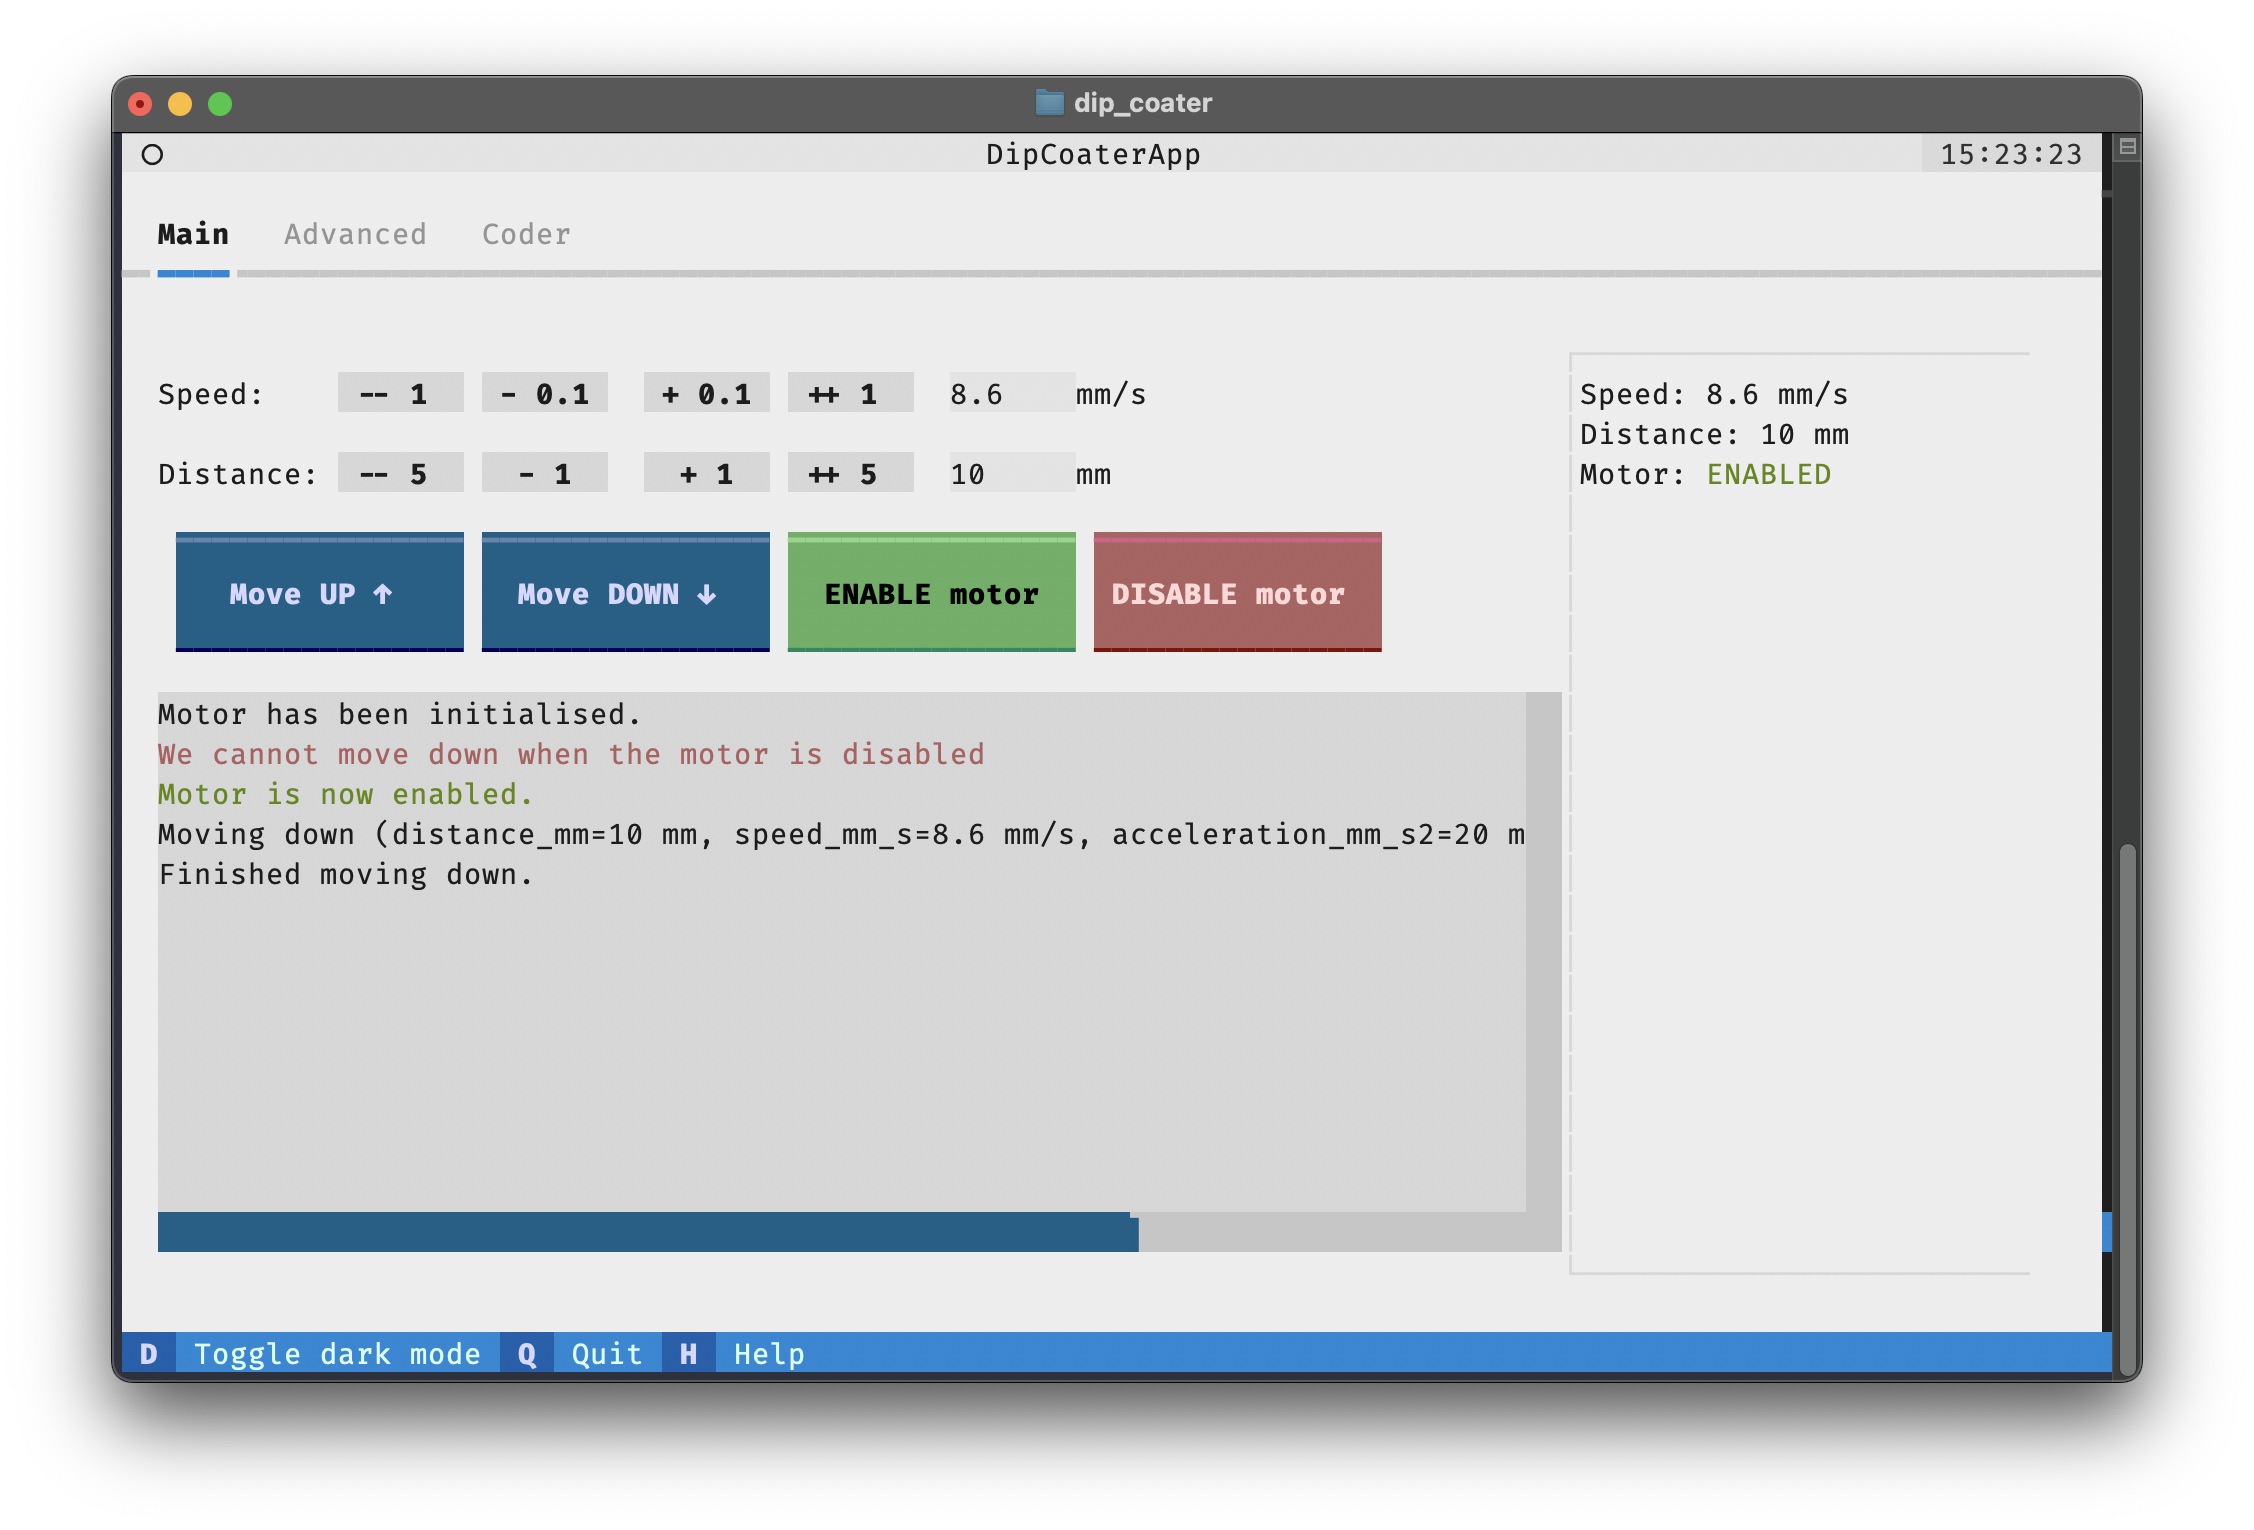 dip_coater
DipCoaterApp 15:23:23
Main Advanced Coder
Speed: -- 1 - 0.1 + 0.1 ++ 1 8.6 mm/s
Distance: -- 5 - 1 + 1 ++ 5 10 mm
Speed: 8.6 mm/s
Distance: 10 mm
Motor: ENABLED
Move UP ↑ Move DOWN ↓ ENABLE motor DISABLE motor
Motor has been initialised.
We cannot move down when the motor is disabled
Motor is now enabled.
Moving down (distance_mm=10 mm, speed_mm_s=8.6 mm/s, acceleration_mm_s2=20 m
Finished moving down.
D Toggle dark mode Q Quit H Help